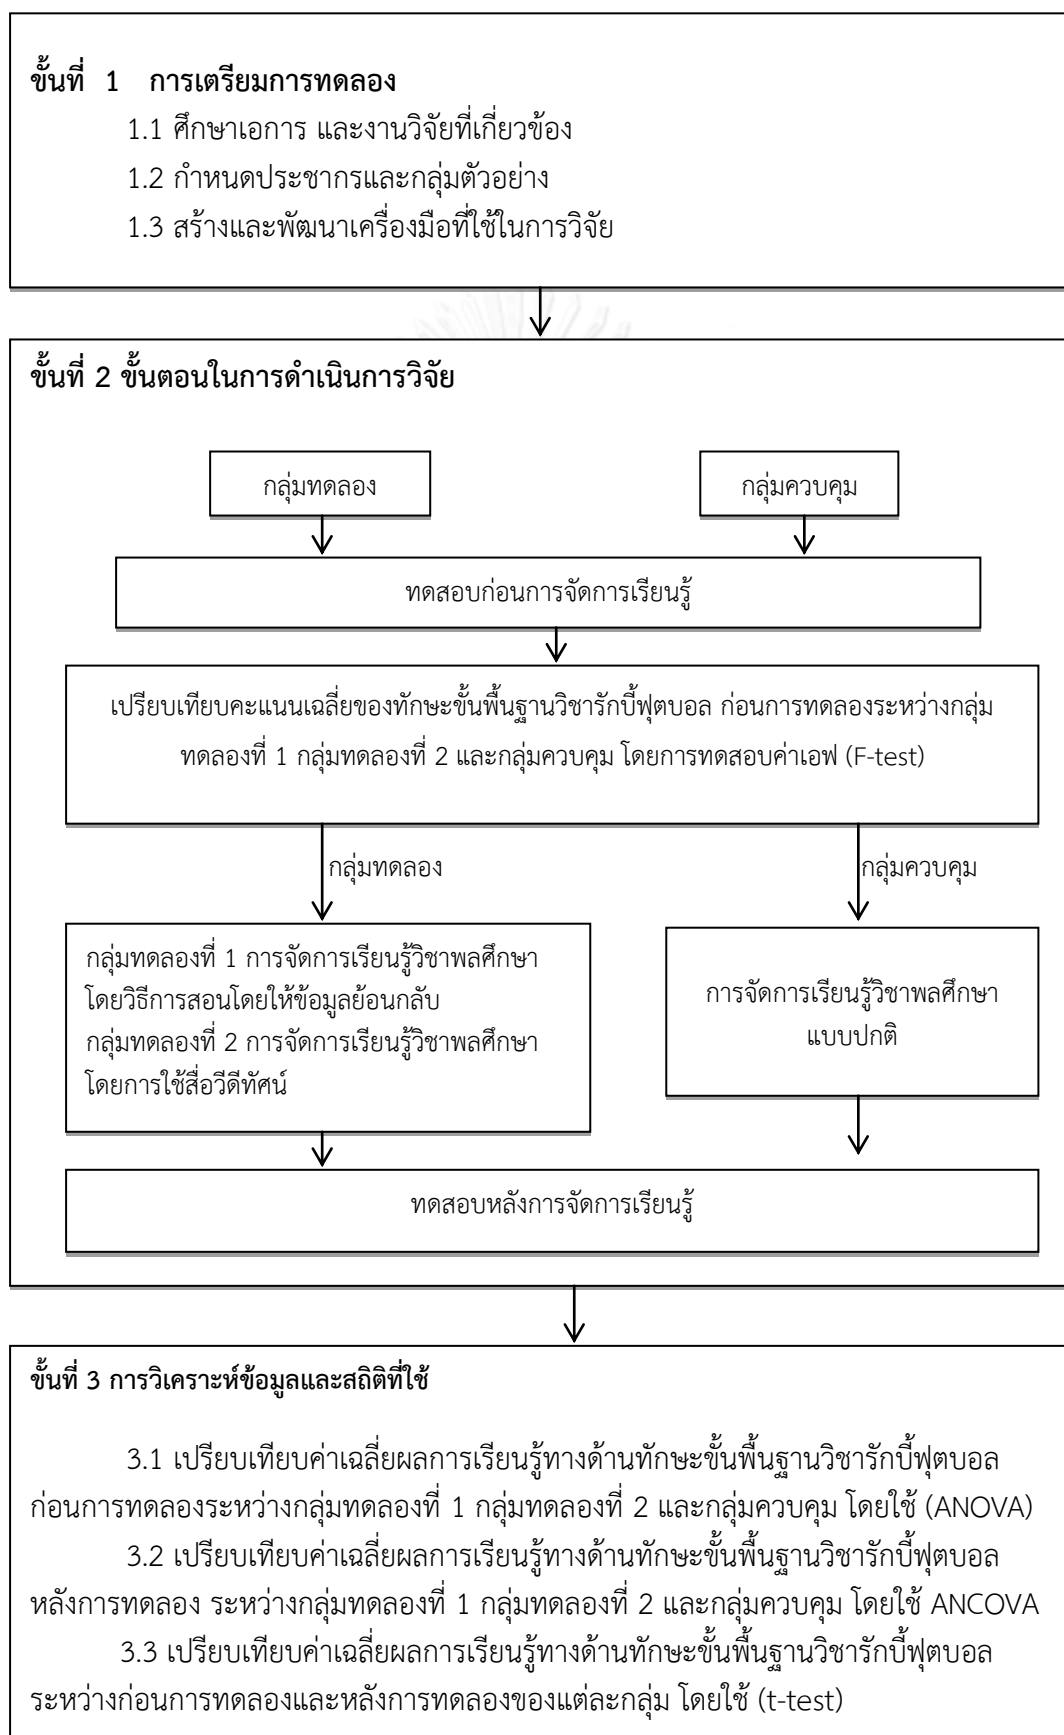 ขั้นที่ 1 การเตรียมการทดลอง
1.1 ศึกษาเอการ และงานวิจัยที่เกี่ยวข้อง
1.2 กำหนดประชากรและกลุ่มตัวอย่าง
1.3 สร้างและพัฒนาเครื่องมือที่ใช้ในการวิจัย
ขั้นที่ 2 ขั้นตอนในการดำเนินการวิจัย
กลุ่มทดลอง
กลุ่มควบคุม
ทดสอบก่อนการจัดการเรียนรู้
เปรียบเทียบคะแนนเฉลี่ยของทักษะขั้นพื้นฐานวิชารักบี้ฟุตบอล ก่อนการทดลองระหว่างกลุ่ม
ทดลองที่ 1 กลุ่มทดลองที่ 2 และกลุ่มควบคุม โดยการทดสอบค่าเอฟ (F-test)
กลุ่มทดลอง
กลุ่มควบคุม
กลุ่มทดลองที่ 1 การจัดการเรียนรู้วิชาพลศึกษา
โดยวิธีการสอนโดยให้ข้อมูลย้อนกลับ
กลุ่มทดลองที่ 2 การจัดการเรียนรู้วิชาพลศึกษา
โดยการใช้สื่อวีดีทัศน์
การจัดการเรียนรู้วิชาพลศึกษา
แบบปกติ
ทดสอบหลังการจัดการเรียนรู้
ขั้นที่ 3 การวิเคราะห์ข้อมูลและสถิติที่ใช้
3.1 เปรียบเทียบค่าเฉลี่ยผลการเรียนรู้ทางด้านทักษะขั้นพื้นฐานวิชารักบี้ฟุตบอล
ก่อนการทดลองระหว่างกลุ่มทดลองที่ 1 กลุ่มทดลองที่ 2 และกลุ่มควบคุม โดยใช้ (ANOVA)
3.2 เปรียบเทียบค่าเฉลี่ยผลการเรียนรู้ทางด้านทักษะขั้นพื้นฐานวิชารักบี้ฟุตบอล
หลังการทดลอง ระหว่างกลุ่มทดลองที่ 1 กลุ่มทดลองที่ 2 และกลุ่มควบคุม โดยใช้ ANCOVA
3.3 เปรียบเทียบค่าเฉลี่ยผลการเรียนรู้ทางด้านทักษะขั้นพื้นฐานวิชารักบี้ฟุตบอล
ระหว่างก่อนการทดลองและหลังการทดลองของแต่ละกลุ่ม โดยใช้ (t-test)